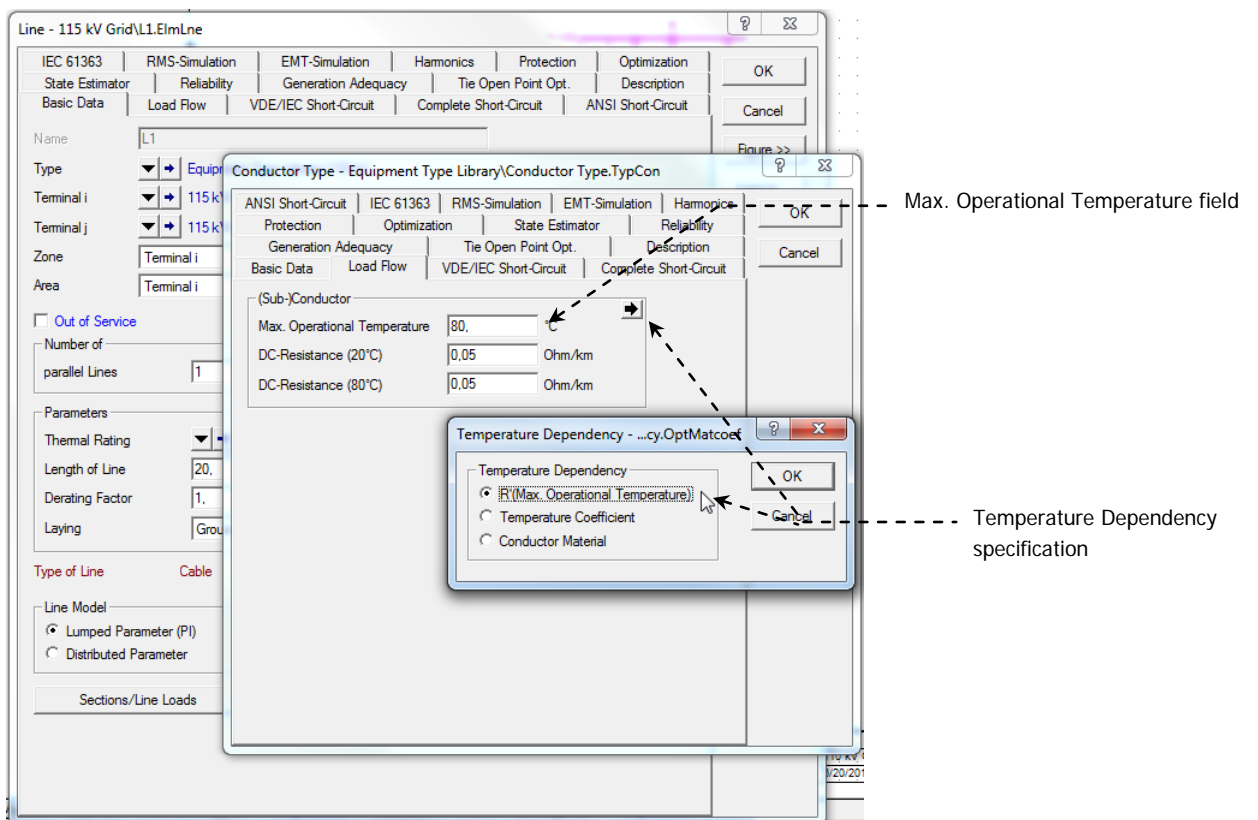 Line - 115 kV Grid\L1.ElmLne
IEC 61363 RMS-Simulation EMT-Simulation Harmonics Protection Optimization
State Estimator Reliability Generation Adequacy Tie Open Point Opt. Description
Basic Data Load Flow VDE/IEC Short-Circuit Complete Short-Circuit ANSI Short-Circuit
OK
Cancel
Figure >>
Name L1
Type Equip
Terminal i 115 k
Terminal j 115 k
Zone Terminal i
Area Terminal i
Out of Service
Number of
parallel Lines 1
Parameters
Thermal Rating
Length of Line 20,
Derating Factor 1,
Laying Grou
Type of Line Cable
Line Model
Lumped Parameter (PI)
Distributed Parameter
Sections/Line Loads
Conductor Type - Equipment Type Library\Conductor Type.TypCon
ANSI Short-Circuit IEC 61363 RMS-Simulation EMT-Simulation Harmonics
Protection Optimization State Estimator Reliability
Generation Adequacy Tie Open Point Opt. Description
Basic Data Load Flow VDE/IEC Short-Circuit Complete Short-Circuit
OK
Cancel
(Sub-)Conductor
Max. Operational Temperature 80, °C
DC-Resistance (20°C) 0,05 Ohm/km
DC-Resistance (80°C) 0,05 Ohm/km
Temperature Dependency - ...cy.OptMatcoef
Temperature Dependency
R'(Max. Operational Temperature)
Temperature Coefficient
Conductor Material
OK
Cancel
Max. Operational Temperature field
Temperature Dependency
specification